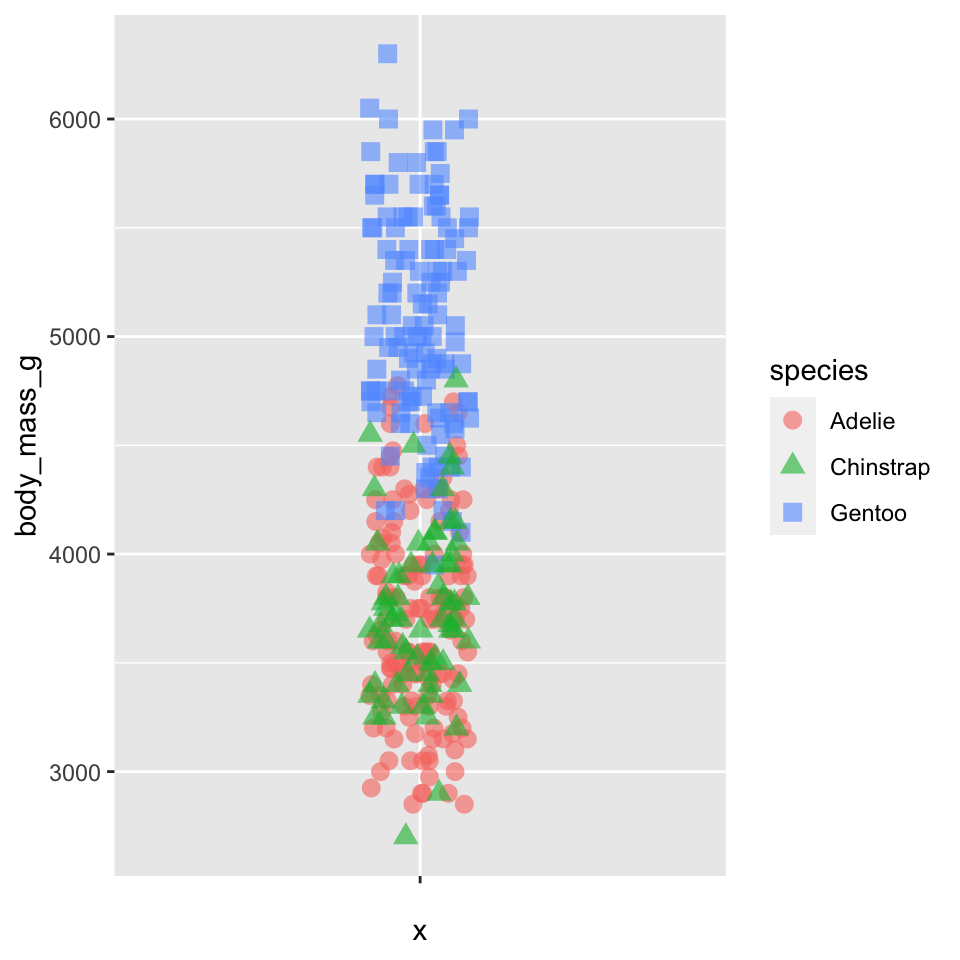 body_mass_g
6000
5000
4000
3000
x
species
Adelie
Chinstrap
Gentoo